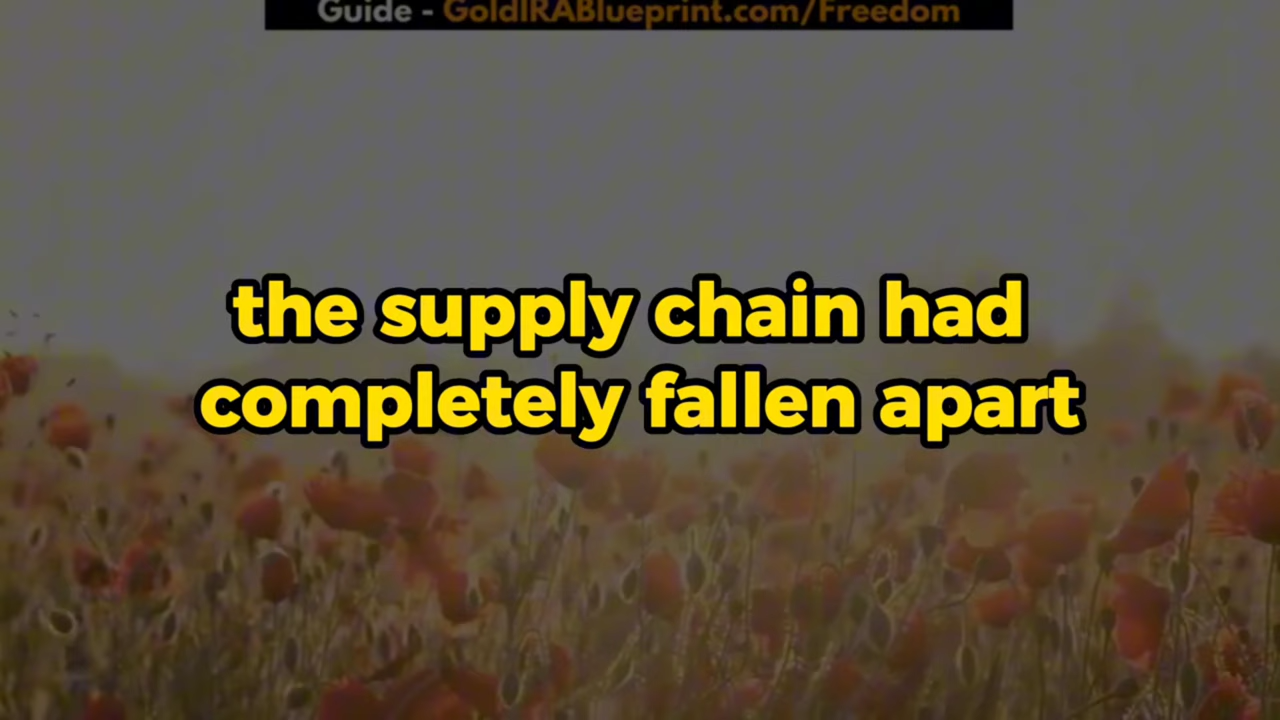 Guide - GoldIRABlueprint.com/Freedom
the supply chain had
completely fallen apart